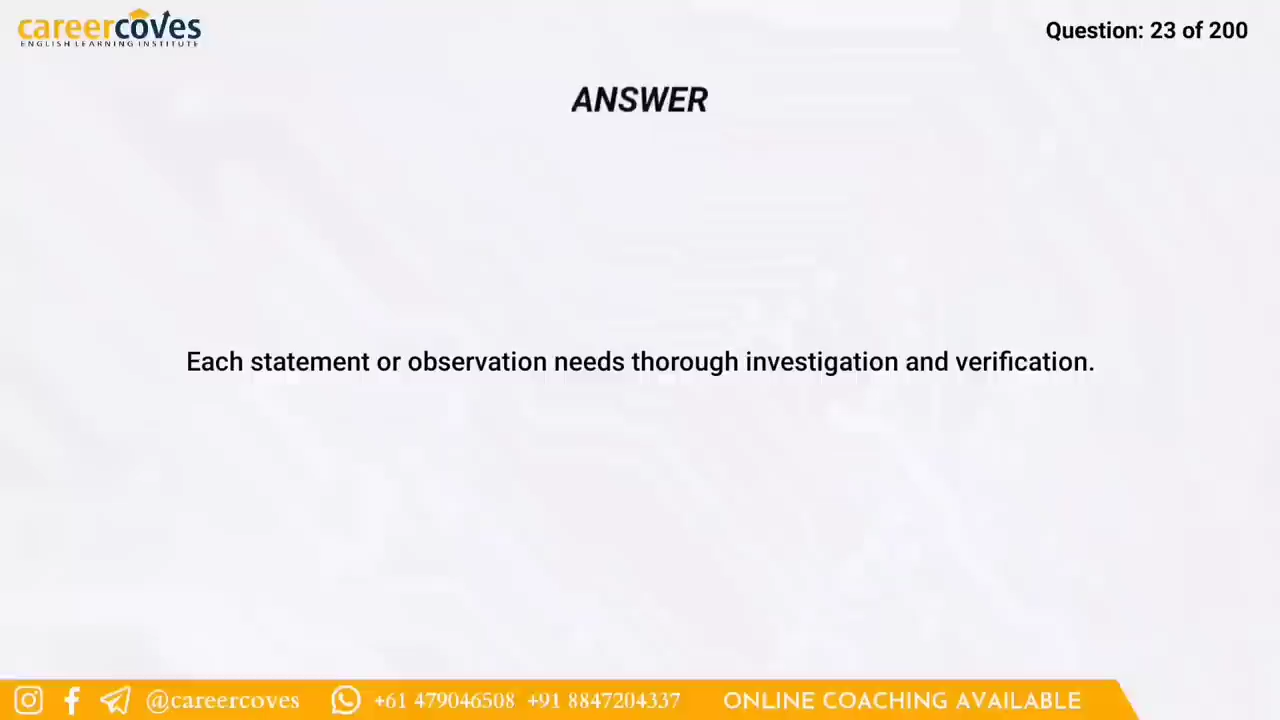 careercoves
ENGLISH LEARNING INSTITUTE
Question: 23 of 200
ANSWER
Each statement or observation needs thorough investigation and verification.
@careercoves +61 479046508 +91 8847204337 ONLINE COACHING AVAILABLE